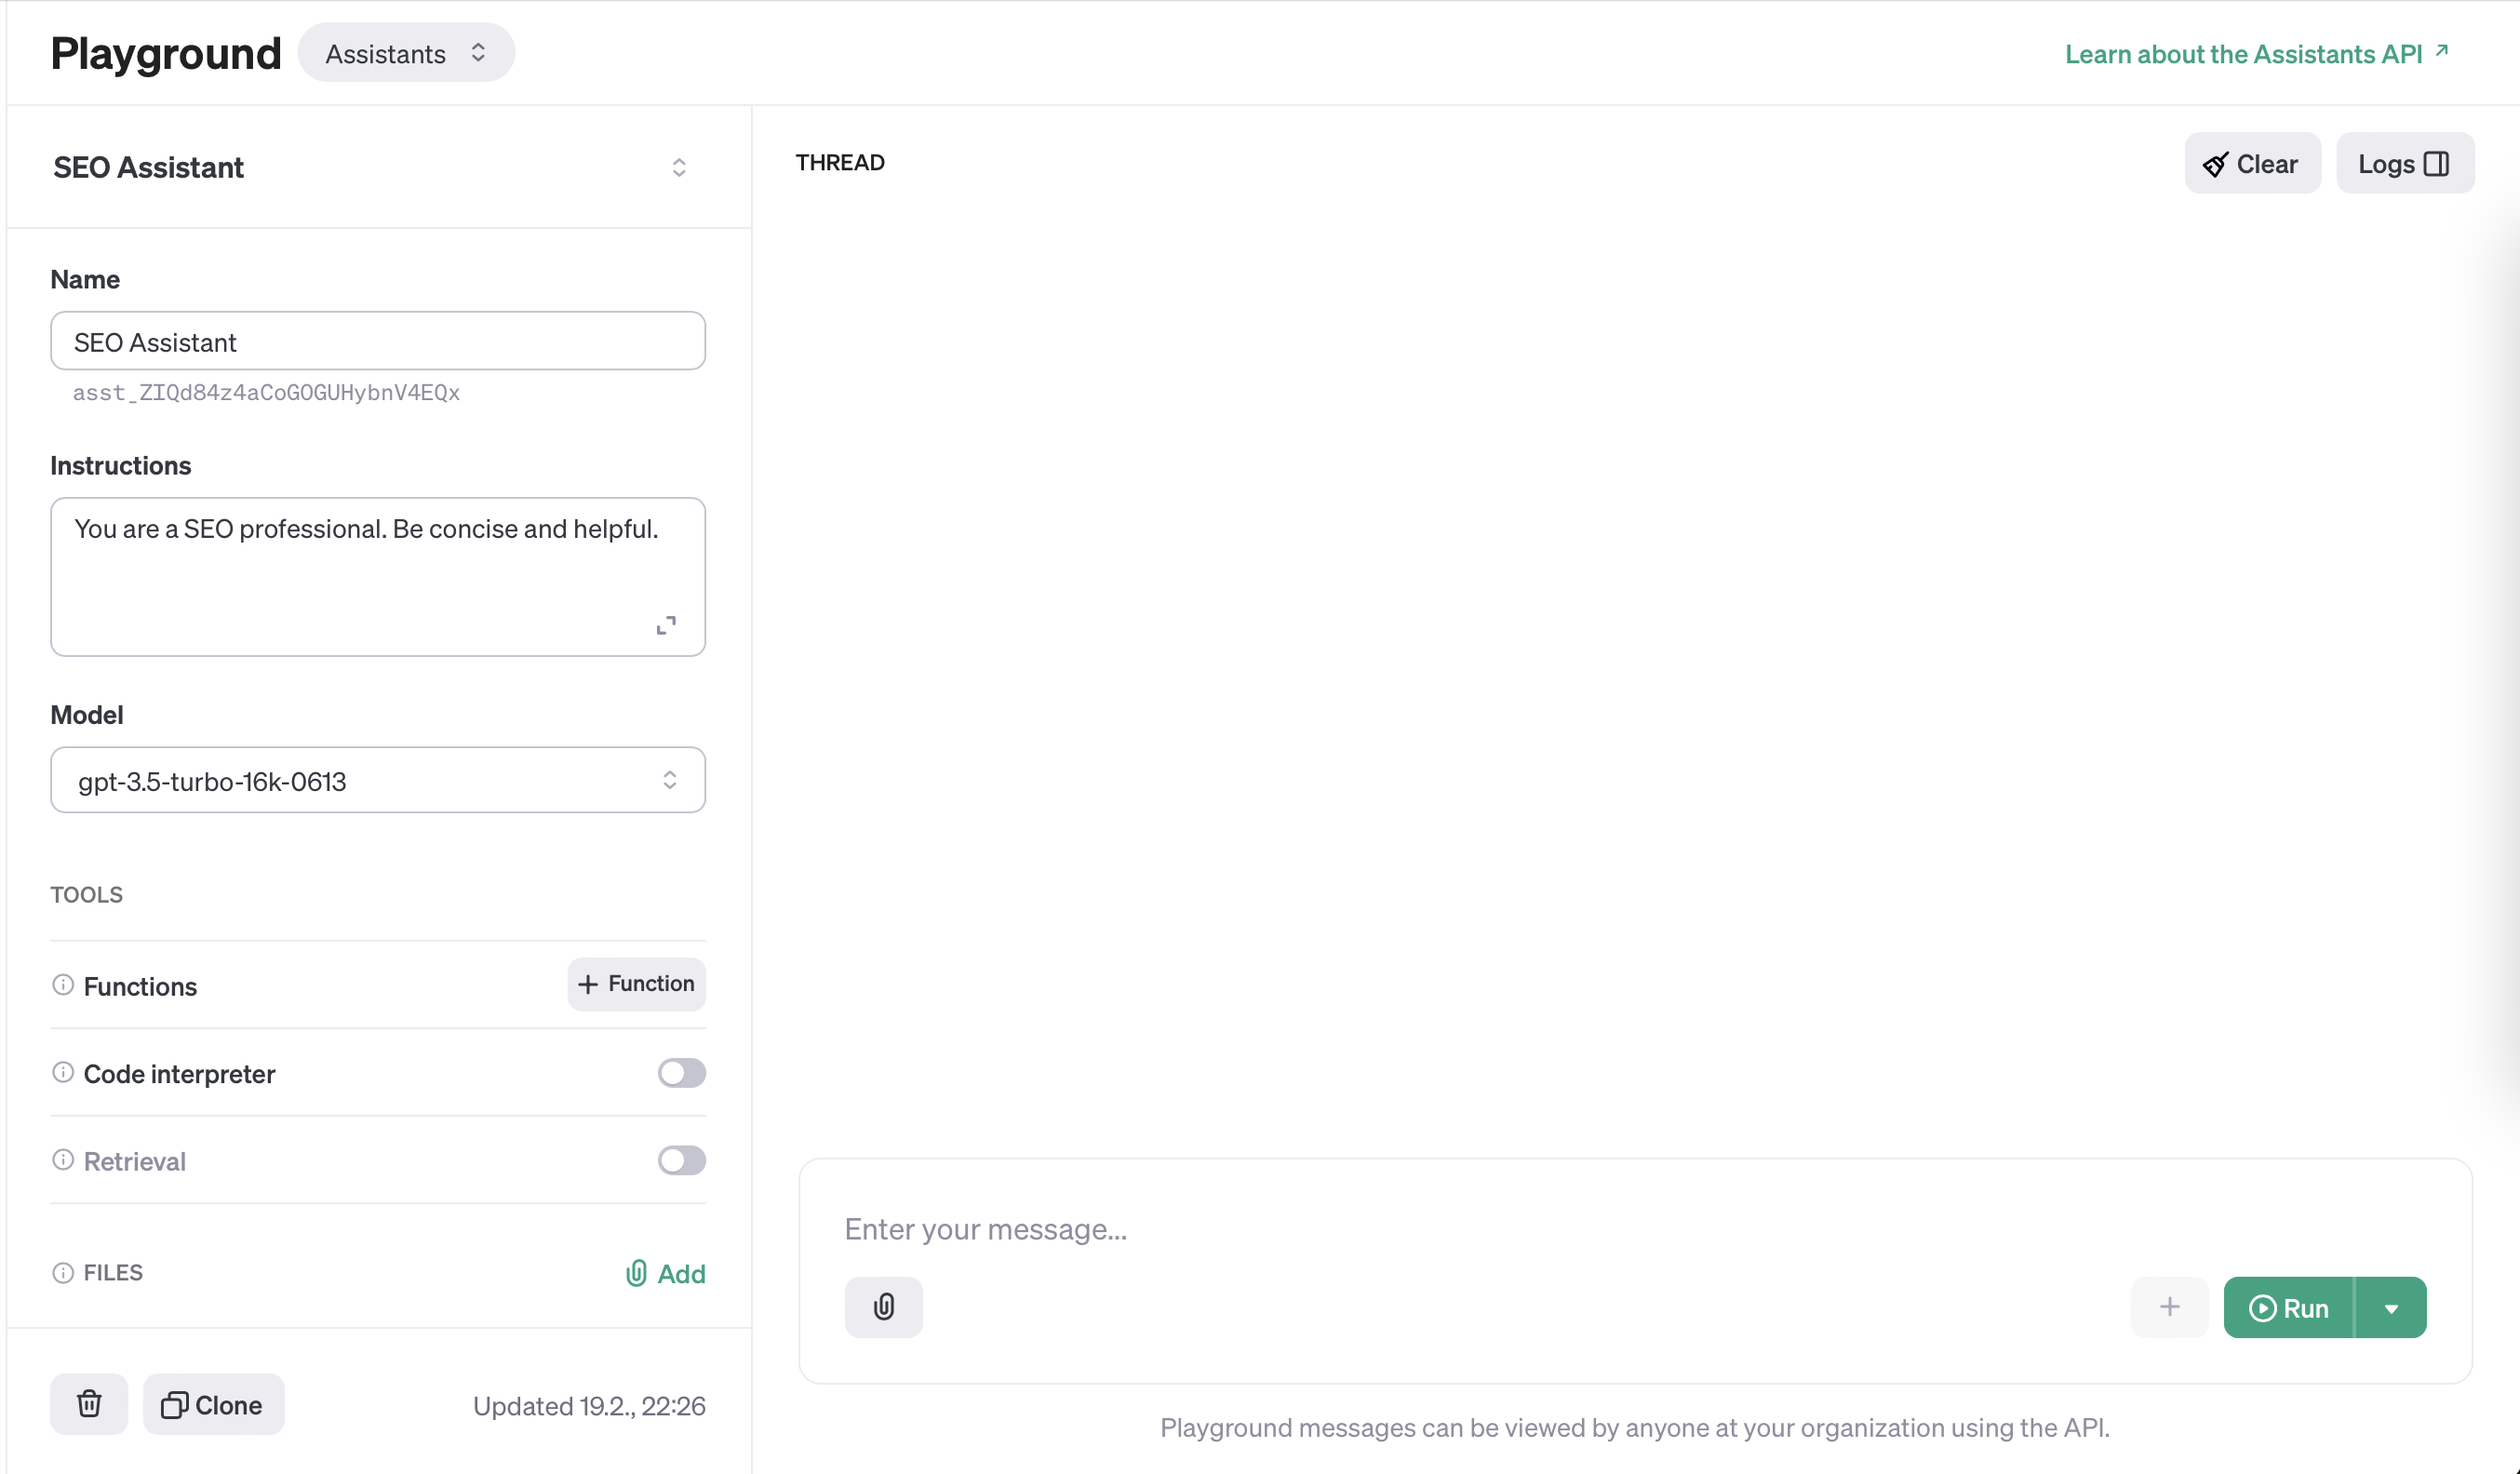 Playground
Assistants
Learn about the Assistants API
SEO Assistant
THREAD
Clear
Logs
Name
SEO Assistant
asst_ZIQd84z4aCoGOGUHybnV4EQx
Instructions
You are a SEO professional. Be concise and helpful.
Model
gpt-3.5-turbo-16k-0613
TOOLS
Functions
Function
Code interpreter
Retrieval
FILES
Add
Clone
Updated 19.2., 22:26
Enter your message...
Run
Playground messages can be viewed by anyone at your organization using the API.